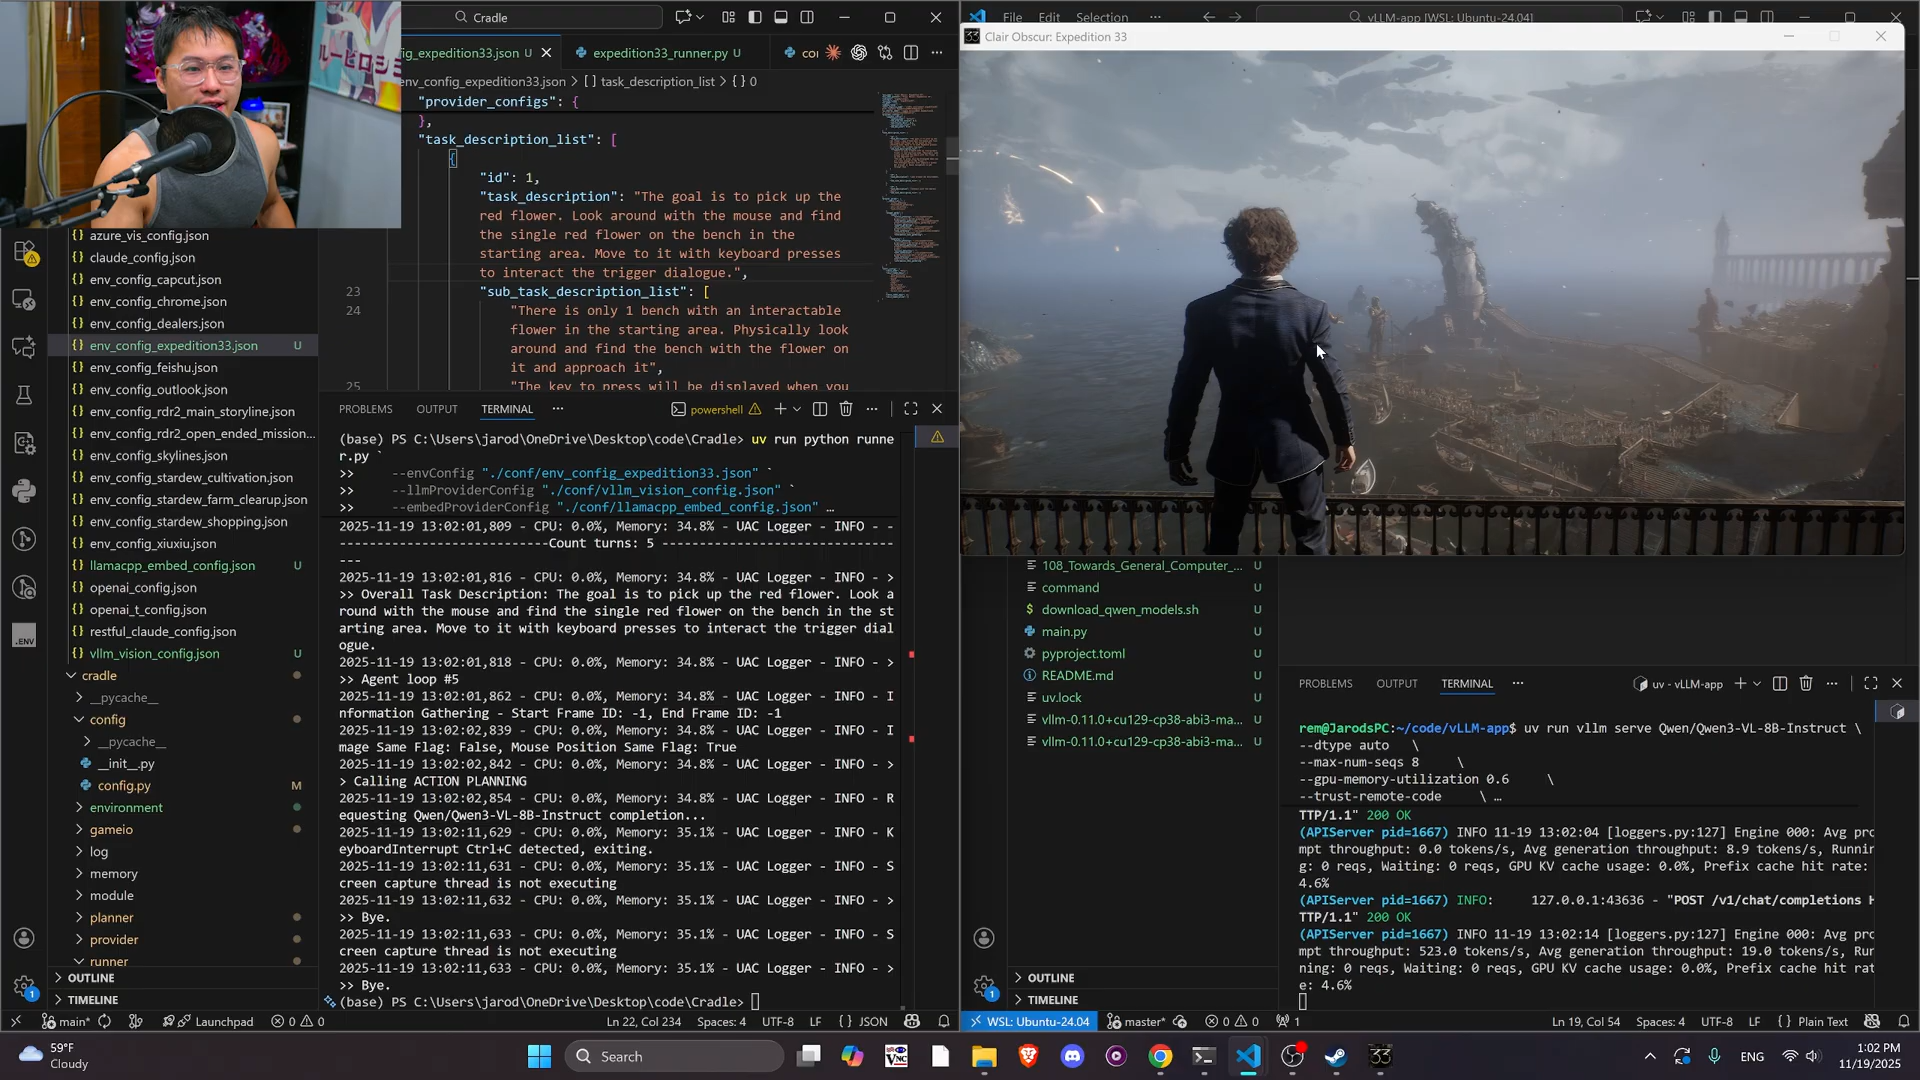 Cradle
ig_expedition33.json U
expedition33_runner.py U
env_config_expedition33.json > [ ] task_description_list > { } 0
"provider_configs": {
},
"task_description_list": [
{
"id": 1,
"task_description": "The goal is to pick up the
red flower. Look around with the mouse and find
the single red flower on the bench in the
starting area. Move to it with keyboard presses
to interact the trigger dialogue.",
23 "sub_task_description_list": [
24 "There is only 1 bench with an interactable
flower in the starting area. Physically look
around and find the bench with the flower on
it and approach it",
25 "The key to press will be displayed when you
azure_vis_config.json
claude_config.json
env_config_capcut.json
env_config_chrome.json
env_config_dealers.json
env_config_expedition33.json U
env_config_feishu.json
env_config_outlook.json
env_config_rdr2_main_storyline.json
env_config_rdr2_open_ended_mission...
env_config_skylines.json
env_config_stardew_cultivation.json
env_config_stardew_farm_clearup.json
env_config_stardew_shopping.json
env_config_xiuxiu.json
llamacpp_embed_config.json U
openai_config.json
openai_t_config.json
restful_claude_config.json
vllm_vision_config.json U
cradle
__pycache__
config
__pycache__
__init__.py
config.py M
environment
gameio
log
memory
module
planner
provider
runner
OUTLINE
TIMELINE
PROBLEMS OUTPUT TERMINAL ··· powershell
(base) PS C:\Users\jarod\OneDrive\Desktop\code\Cradle> uv run python runne
r.py `
>> --envConfig "./conf/env_config_expedition33.json" `
>> --llmProviderConfig "./conf/vllm_vision_config.json" `
>> --embedProviderConfig "./conf/llamacpp_embed_config.json" …
2025-11-19 13:02:01,809 - CPU: 0.0%, Memory: 34.8% - UAC Logger - INFO - -
---------------------------Count turns: 5 ------------------------------
---
2025-11-19 13:02:01,816 - CPU: 0.0%, Memory: 34.8% - UAC Logger - INFO - >
>> Overall Task Description: The goal is to pick up the red flower. Look a
round with the mouse and find the single red flower on the bench in the st
arting area. Move to it with keyboard presses to interact the trigger dial
ogue.
2025-11-19 13:02:01,818 - CPU: 0.0%, Memory: 34.8% - UAC Logger - INFO - >
>> Agent loop #5
2025-11-19 13:02:01,862 - CPU: 0.0%, Memory: 34.8% - UAC Logger - INFO - I
nformation Gathering - Start Frame ID: -1, End Frame ID: -1
2025-11-19 13:02:02,839 - CPU: 0.0%, Memory: 34.8% - UAC Logger - INFO - I
mage Same Flag: False, Mouse Position Same Flag: True
2025-11-19 13:02:02,842 - CPU: 0.0%, Memory: 34.8% - UAC Logger - INFO - >
> Calling ACTION PLANNING
2025-11-19 13:02:02,854 - CPU: 0.0%, Memory: 34.8% - UAC Logger - INFO - R
equesting Qwen/Qwen3-VL-8B-Instruct completion...
2025-11-19 13:02:11,629 - CPU: 0.0%, Memory: 35.1% - UAC Logger - INFO - K
eyboardInterrupt Ctrl+C detected, exiting.
2025-11-19 13:02:11,631 - CPU: 0.0%, Memory: 35.1% - UAC Logger - INFO - S
creen capture thread is not executing
2025-11-19 13:02:11,632 - CPU: 0.0%, Memory: 35.1% - UAC Logger - INFO - >
>> Bye.
2025-11-19 13:02:11,633 - CPU: 0.0%, Memory: 35.1% - UAC Logger - INFO - S
creen capture thread is not executing
2025-11-19 13:02:11,633 - CPU: 0.0%, Memory: 35.1% - UAC Logger - INFO - >
>> Bye.
(base) PS C:\Users\jarod\OneDrive\Desktop\code\Cradle>
main* Launchpad 0 0 Ln 22, Col 234 Spaces: 4 UTF-8 LF { } JSON
File Edit Selection ··· vLLM-app [WSL: Ubuntu-24.04]
Clair Obscur: Expedition 33
108_Towards_General_Computer_... U
command U
download_qwen_models.sh U
main.py U
pyproject.toml U
README.md U
uv.lock U
vllm-0.11.0+cu129-cp38-abi3-ma... U
vllm-0.11.0+cu129-cp38-abi3-ma... U
OUTLINE
TIMELINE
PROBLEMS OUTPUT TERMINAL ··· uv - vLLM-app
rem@JarodsPC:~/code/vLLM-app$ uv run vllm serve Qwen/Qwen3-VL-8B-Instruct \
--dtype auto \
--max-num-seqs 8 \
--gpu-memory-utilization 0.6 \
--trust-remote-code \ …
TTP/1.1" 200 OK
(APIServer pid=1667) INFO 11-19 13:02:04 [loggers.py:127] Engine 000: Avg pro
mpt throughput: 0.0 tokens/s, Avg generation throughput: 8.9 tokens/s, Runnin
g: 0 reqs, Waiting: 0 reqs, GPU KV cache usage: 0.0%, Prefix cache hit rate:
4.6%
(APIServer pid=1667) INFO: 127.0.0.1:43636 - "POST /v1/chat/completions H
TTP/1.1" 200 OK
(APIServer pid=1667) INFO 11-19 13:02:14 [loggers.py:127] Engine 000: Avg pro
mpt throughput: 523.0 tokens/s, Avg generation throughput: 19.0 tokens/s, Run
ning: 0 reqs, Waiting: 0 reqs, GPU KV cache usage: 0.0%, Prefix cache hit rat
e: 4.6%
WSL: Ubuntu-24.04 master* 0 0 1 Ln 19, Col 54 Spaces: 4 UTF-8 LF Plain Text
59°F
Cloudy
Search
ENG
1:02 PM
11/19/2025